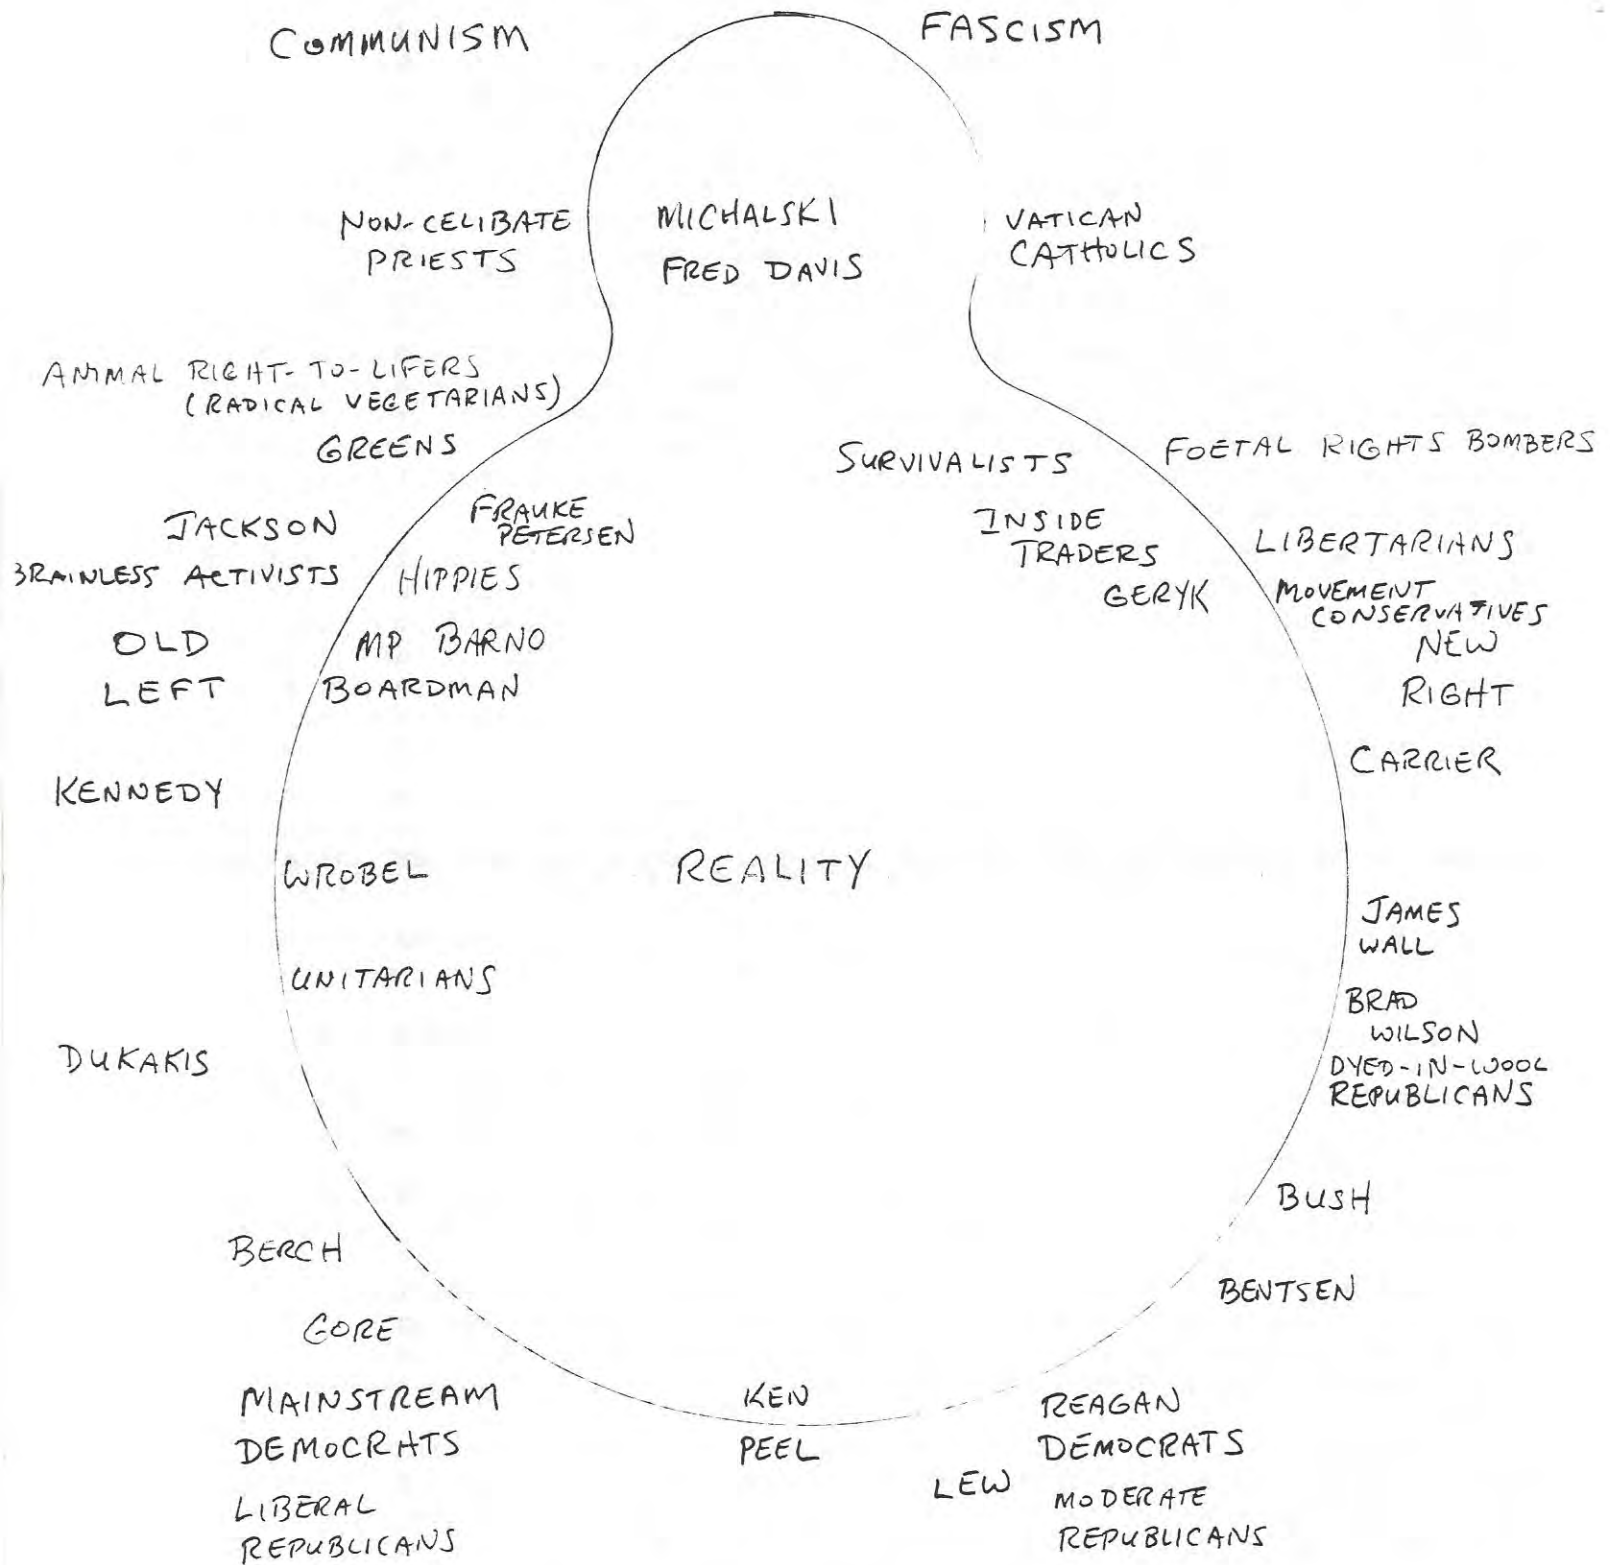 COMMUNISM
FASCISM
NON-CELIBATE
PRIESTS
MICHALSKI
FRED DAVIS
VATICAN
CATHOLICS
ANIMAL RIGHT-TO-LIFERS
(RADICAL VEGETARIANS)
GREENS
SURVIVALISTS
FOETAL RIGHTS BOMBERS
JACKSON
FRAUKE
PETERSEN
INSIDE
TRADERS
LIBERTARIANS
BRAINLESS ACTIVISTS
HIPPIES
GERYK
MOVEMENT
CONSERVATIVES
OLD
LEFT
MP BARNO
BOARDMAN
NEW
RIGHT
KENNEDY
CARRIER
WROBEL
REALITY
JAMES
WALL
UNITARIANS
BRAD
WILSON
DUKAKIS
DYED-IN-WOOL
REPUBLICANS
BUSH
BERCH
BENTSEN
GORE
MAINSTREAM
DEMOCRATS
KEN
PEEL
REAGAN
DEMOCRATS
LEW
LIBERAL
REPUBLICANS
MODERATE
REPUBLICANS